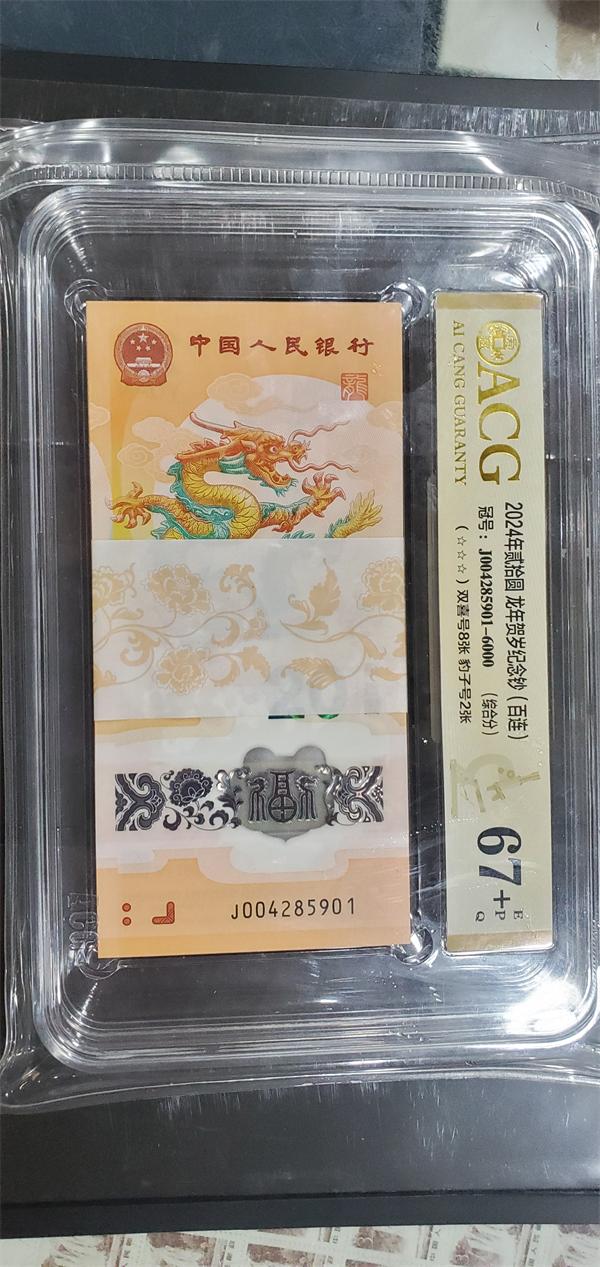 中国人民银行
龍
20
福
J004285901
ACG
AI CANG GUARANTY
2024年贰拾圆 龙年贺岁纪念钞（百连）
冠号：J004285901-6000 （综合分）
（☆☆☆）双喜号8张 豹子号2张
67+
E
P
Q